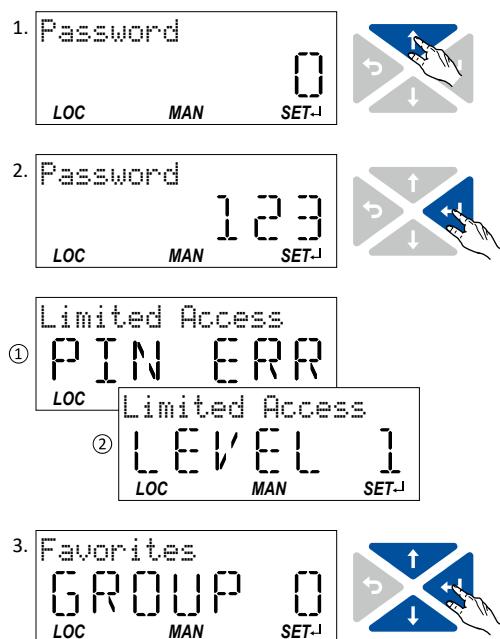 1. Password
0
LOC MAN SET↵
2. Password
123
LOC MAN SET↵
Limited Access
① PIN ERR
LOC
Limited Access
② LEVEL 1
LOC MAN SET↵
3. Favorites
GROUP 0
LOC MAN SET↵